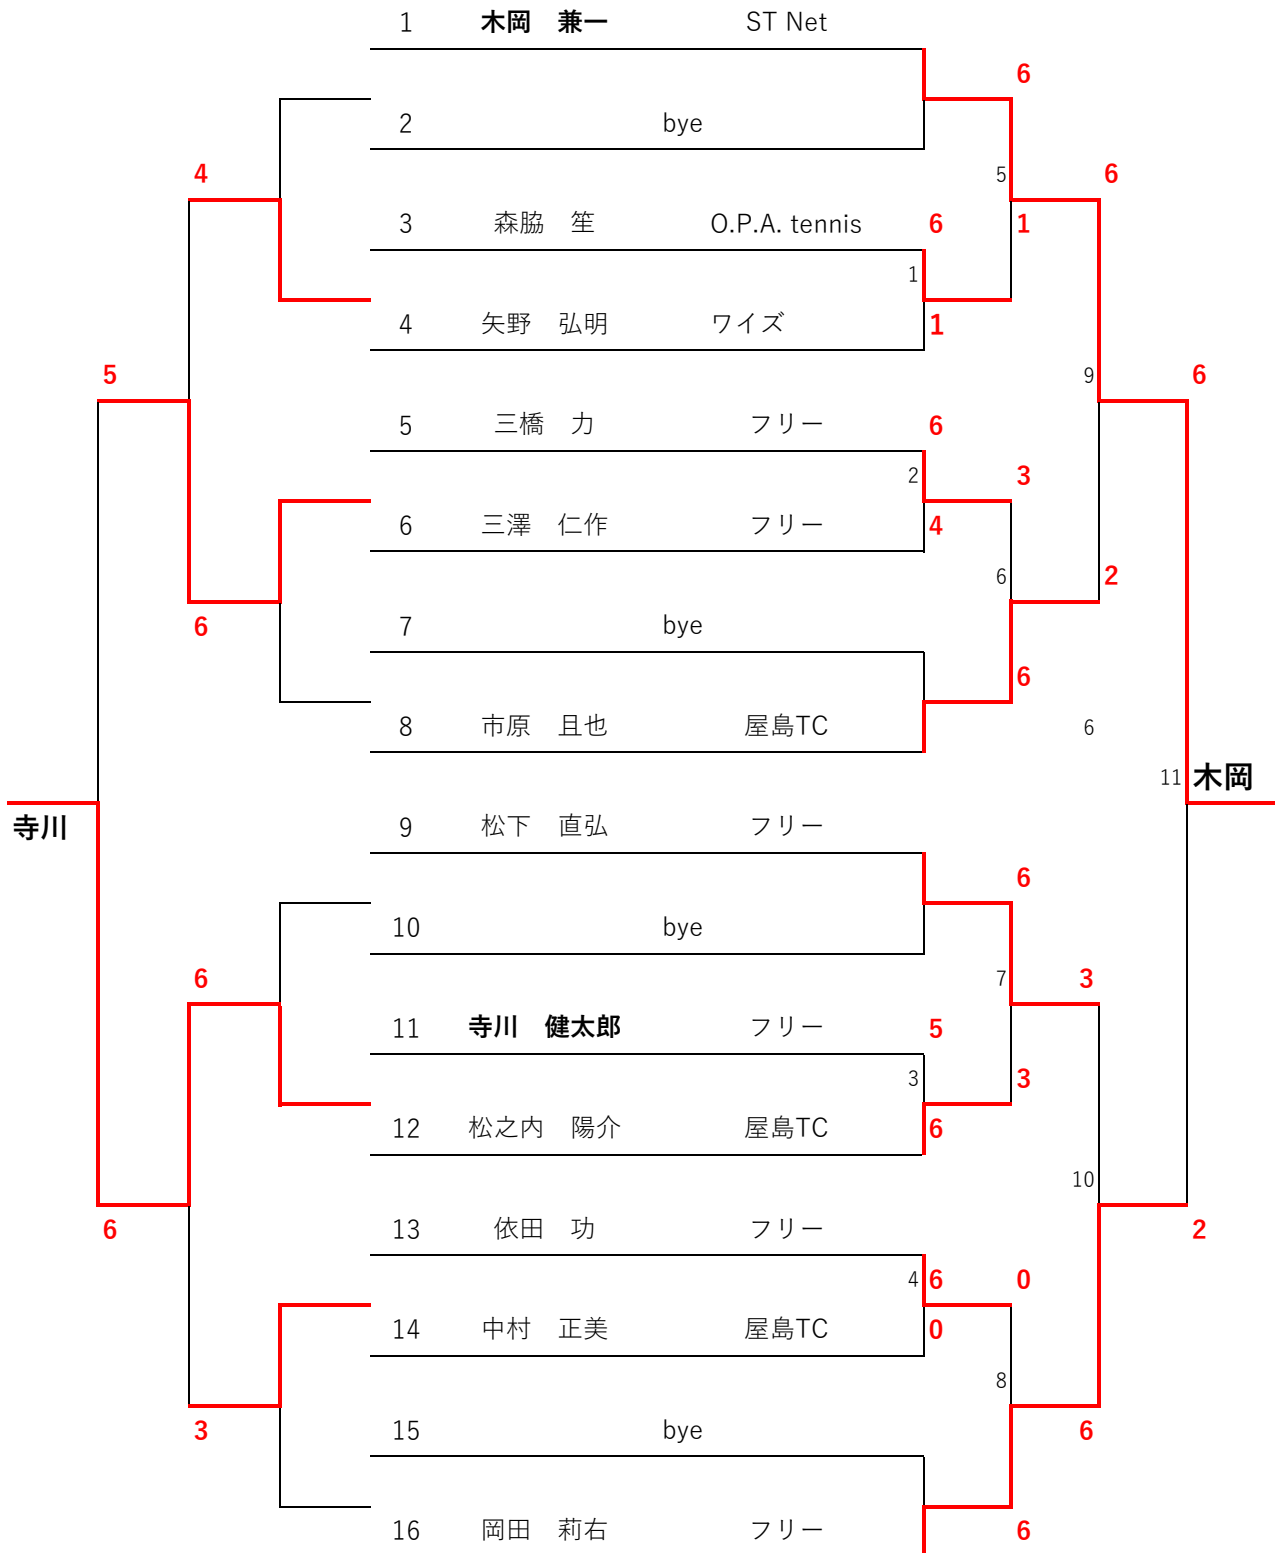 1 木岡 兼一 ST Net
6
2 bye
4 5 6
3 森脇 笙 O.P.A. tennis 6 1
1
4 矢野 弘明 ワイズ 1
5 9 6
5 三橋 力 フリー 6
2 3
6 三澤 仁作 フリー 4
6 2
6 7 bye
6
8 市原 且也 屋島TC 6
11 木岡
寺川 9 松下 直弘 フリー
6
10 bye
6 7 3
11 寺川 健太郎 フリー 5
3 3
12 松之内 陽介 屋島TC 6
10
6 13 依田 功 フリー 2
4 6 0
14 中村 正美 屋島TC 0
8
3 15 bye 6
16 岡田 莉右 フリー 6